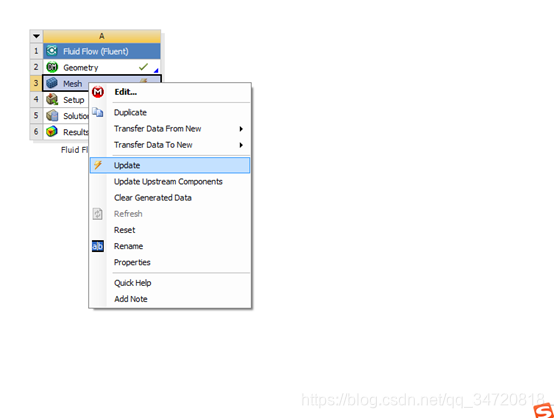 A
1 Fluid Flow (Fluent)
2 Geometry
3 Mesh
4 Setup
5 Solution
6 Results
Fluid Fl
Edit...
Duplicate
Transfer Data From New
Transfer Data To New
Update
Update Upstream Components
Clear Generated Data
Refresh
Reset
ab Rename
Properties
Quick Help
Add Note
https://blog.csdn.net/qq_34720818